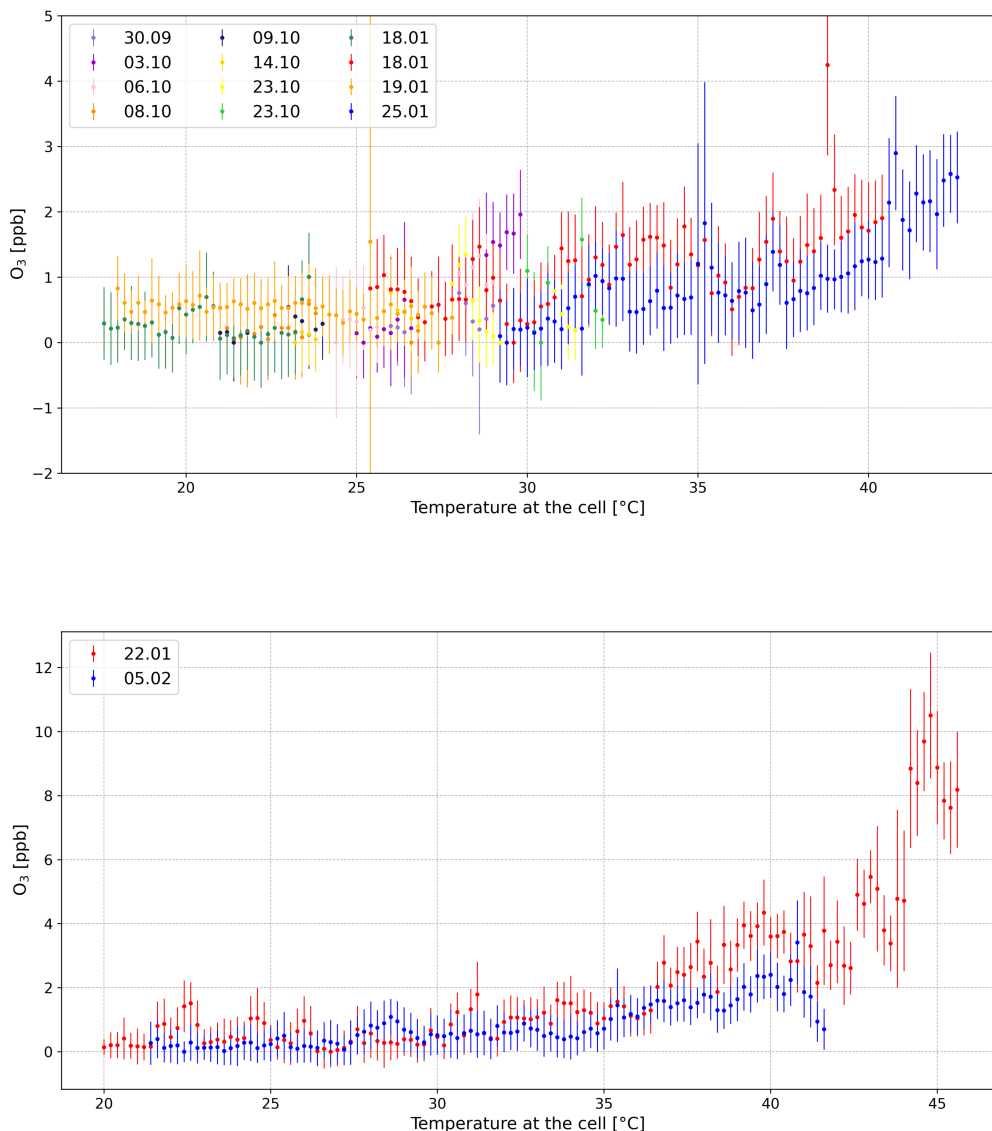 5
4
3
2
1
0
−1
−2
O3 [ppb]
30.09 09.10 18.01
03.10 14.10 18.01
06.10 23.10 19.01
08.10 23.10 25.01
20 25 30 35 40
Temperature at the cell [°C]
12
10
8
6
4
2
0
O3 [ppb]
22.01
05.02
20 25 30 35 40 45
Temperature at the cell [°C]